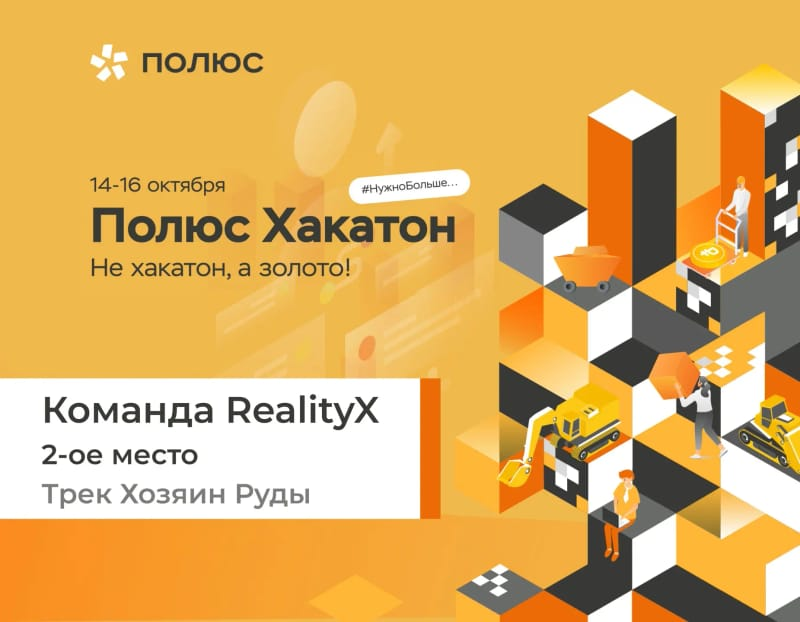 ПОЛЮС
14-16 октября
#НужноБольше...
Полюс Хакатон
Не хакатон, а золото!
Команда RealityX
2-ое место
Трек Хозяин Руды